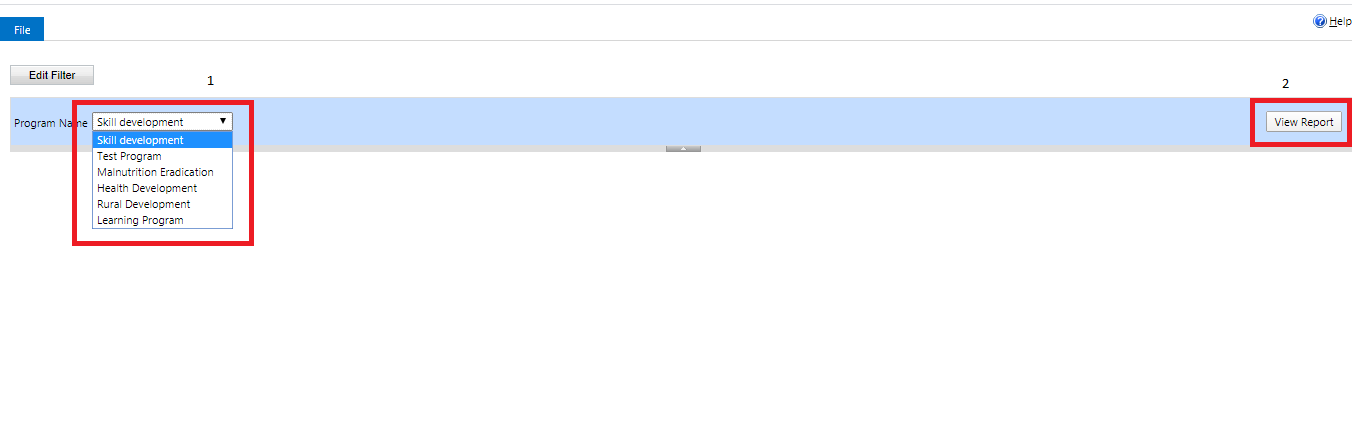 File
Help
Edit Filter
1
2
Program Name Skill development
View Report
Skill development
Test Program
Malnutrition Eradication
Health Development
Rural Development
Learning Program